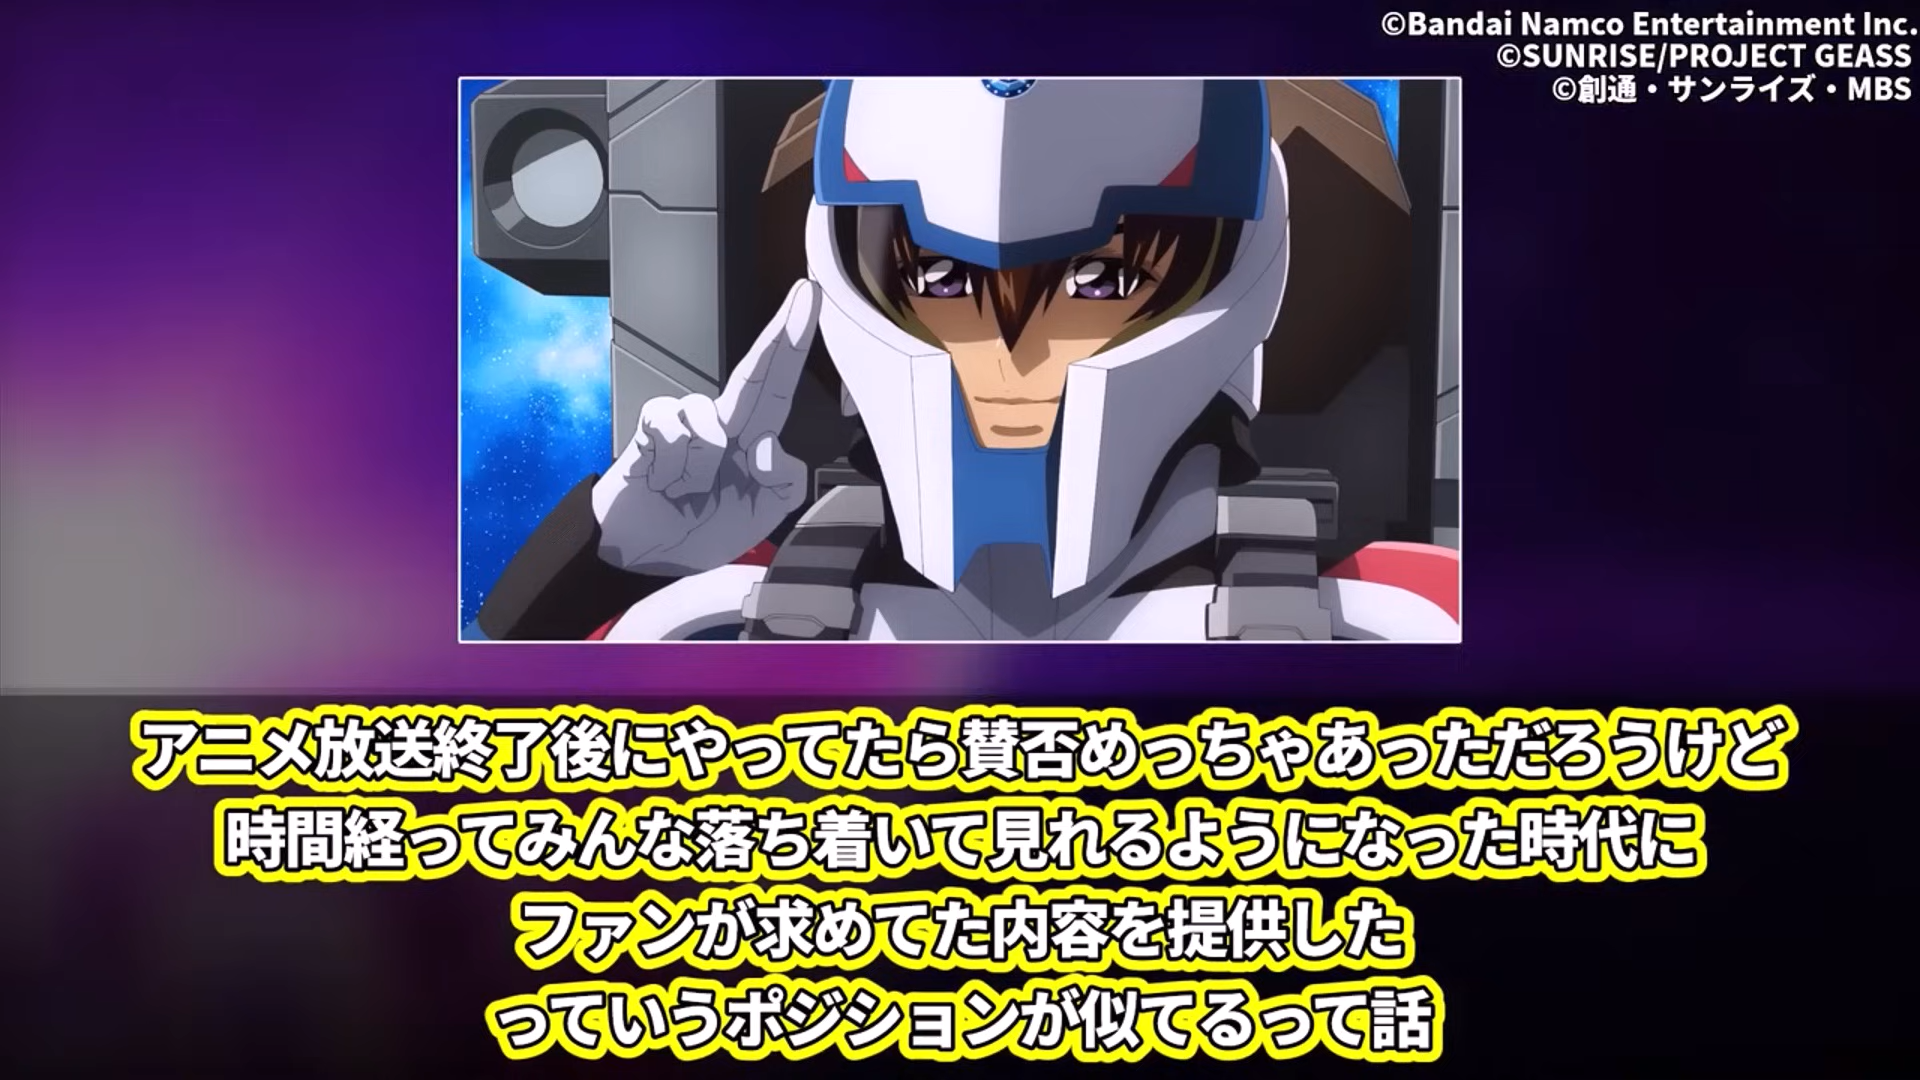 ©Bandai Namco Entertainment Inc.
©SUNRISE/PROJECT GEASS
©創通・サンライズ・MBS
アニメ放送終了後にやってたら賛否めっちゃあっただろうけど
時間経ってみんな落ち着いて見れるようになった時代に
ファンが求めてた内容を提供した
っていうポジションが似てるって話